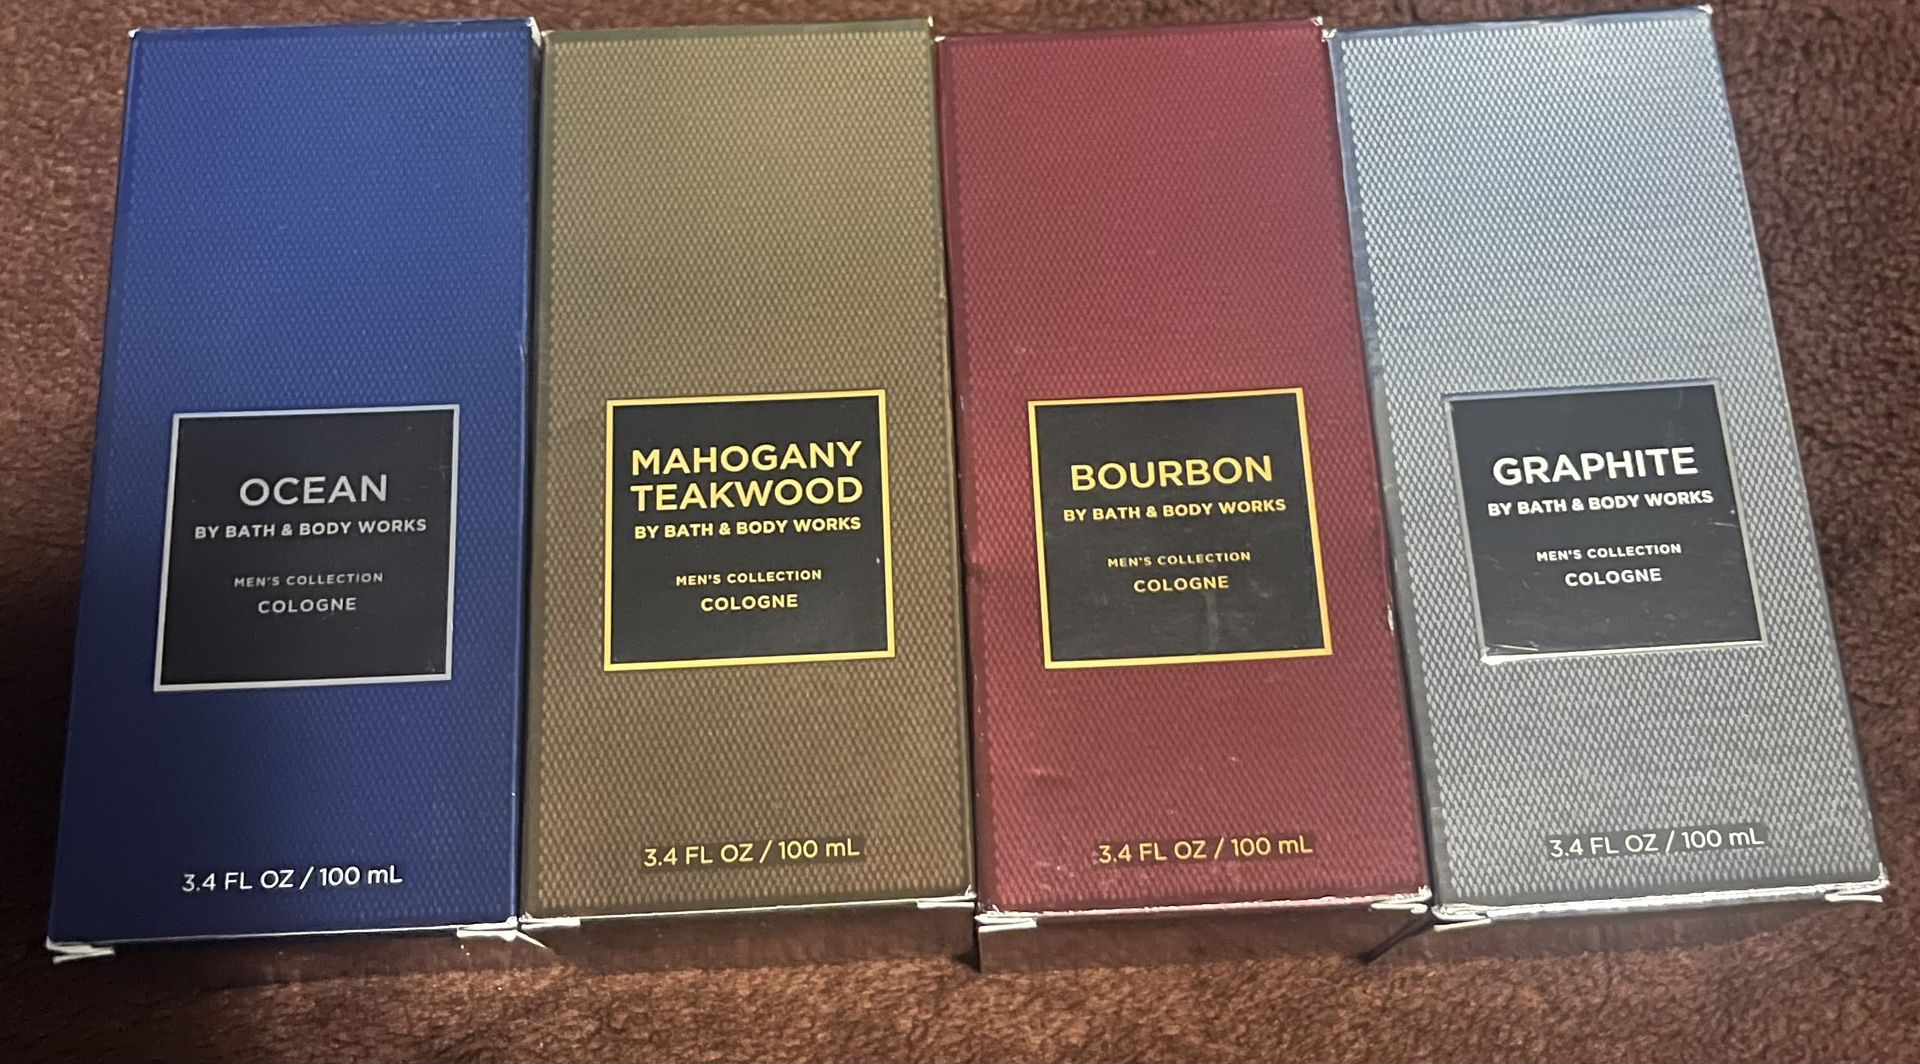 OCEAN
BY BATH & BODY WORKS
MEN'S COLLECTION
COLOGNE
3.4 FL OZ / 100 mL
MAHOGANY
TEAKWOOD
BY BATH & BODY WORKS
MEN'S COLLECTION
COLOGNE
3.4 FL OZ / 100 mL
BOURBON
BY BATH & BODY WORKS
MEN'S COLLECTION
COLOGNE
3.4 FL OZ / 100 mL
GRAPHITE
BY BATH & BODY WORKS
MEN'S COLLECTION
COLOGNE
3.4 FL OZ / 100 mL